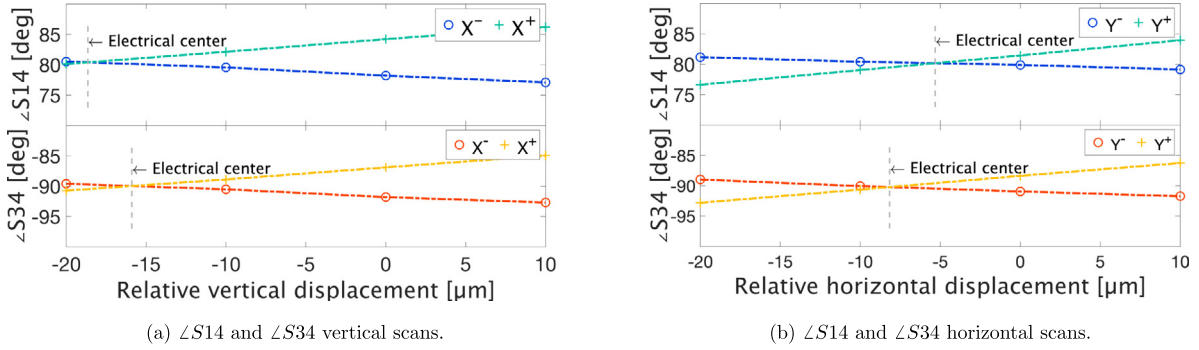 85
80
75
∠S14 [deg]
← Electrical center
X⁻ X⁺
-85
-90
-95
∠S34 [deg]
← Electrical center
X⁻ X⁺
-20 -15 -10 -5 0 5 10
Relative vertical displacement [μm]
(a) ∠S14 and ∠S34 vertical scans.
85
80
75
∠S14 [deg]
← Electrical center
Y⁻ Y⁺
-85
-90
-95
∠S34 [deg]
← Electrical center
Y⁻ Y⁺
-20 -15 -10 -5 0 5 10
Relative horizontal displacement [μm]
(b) ∠S14 and ∠S34 horizontal scans.